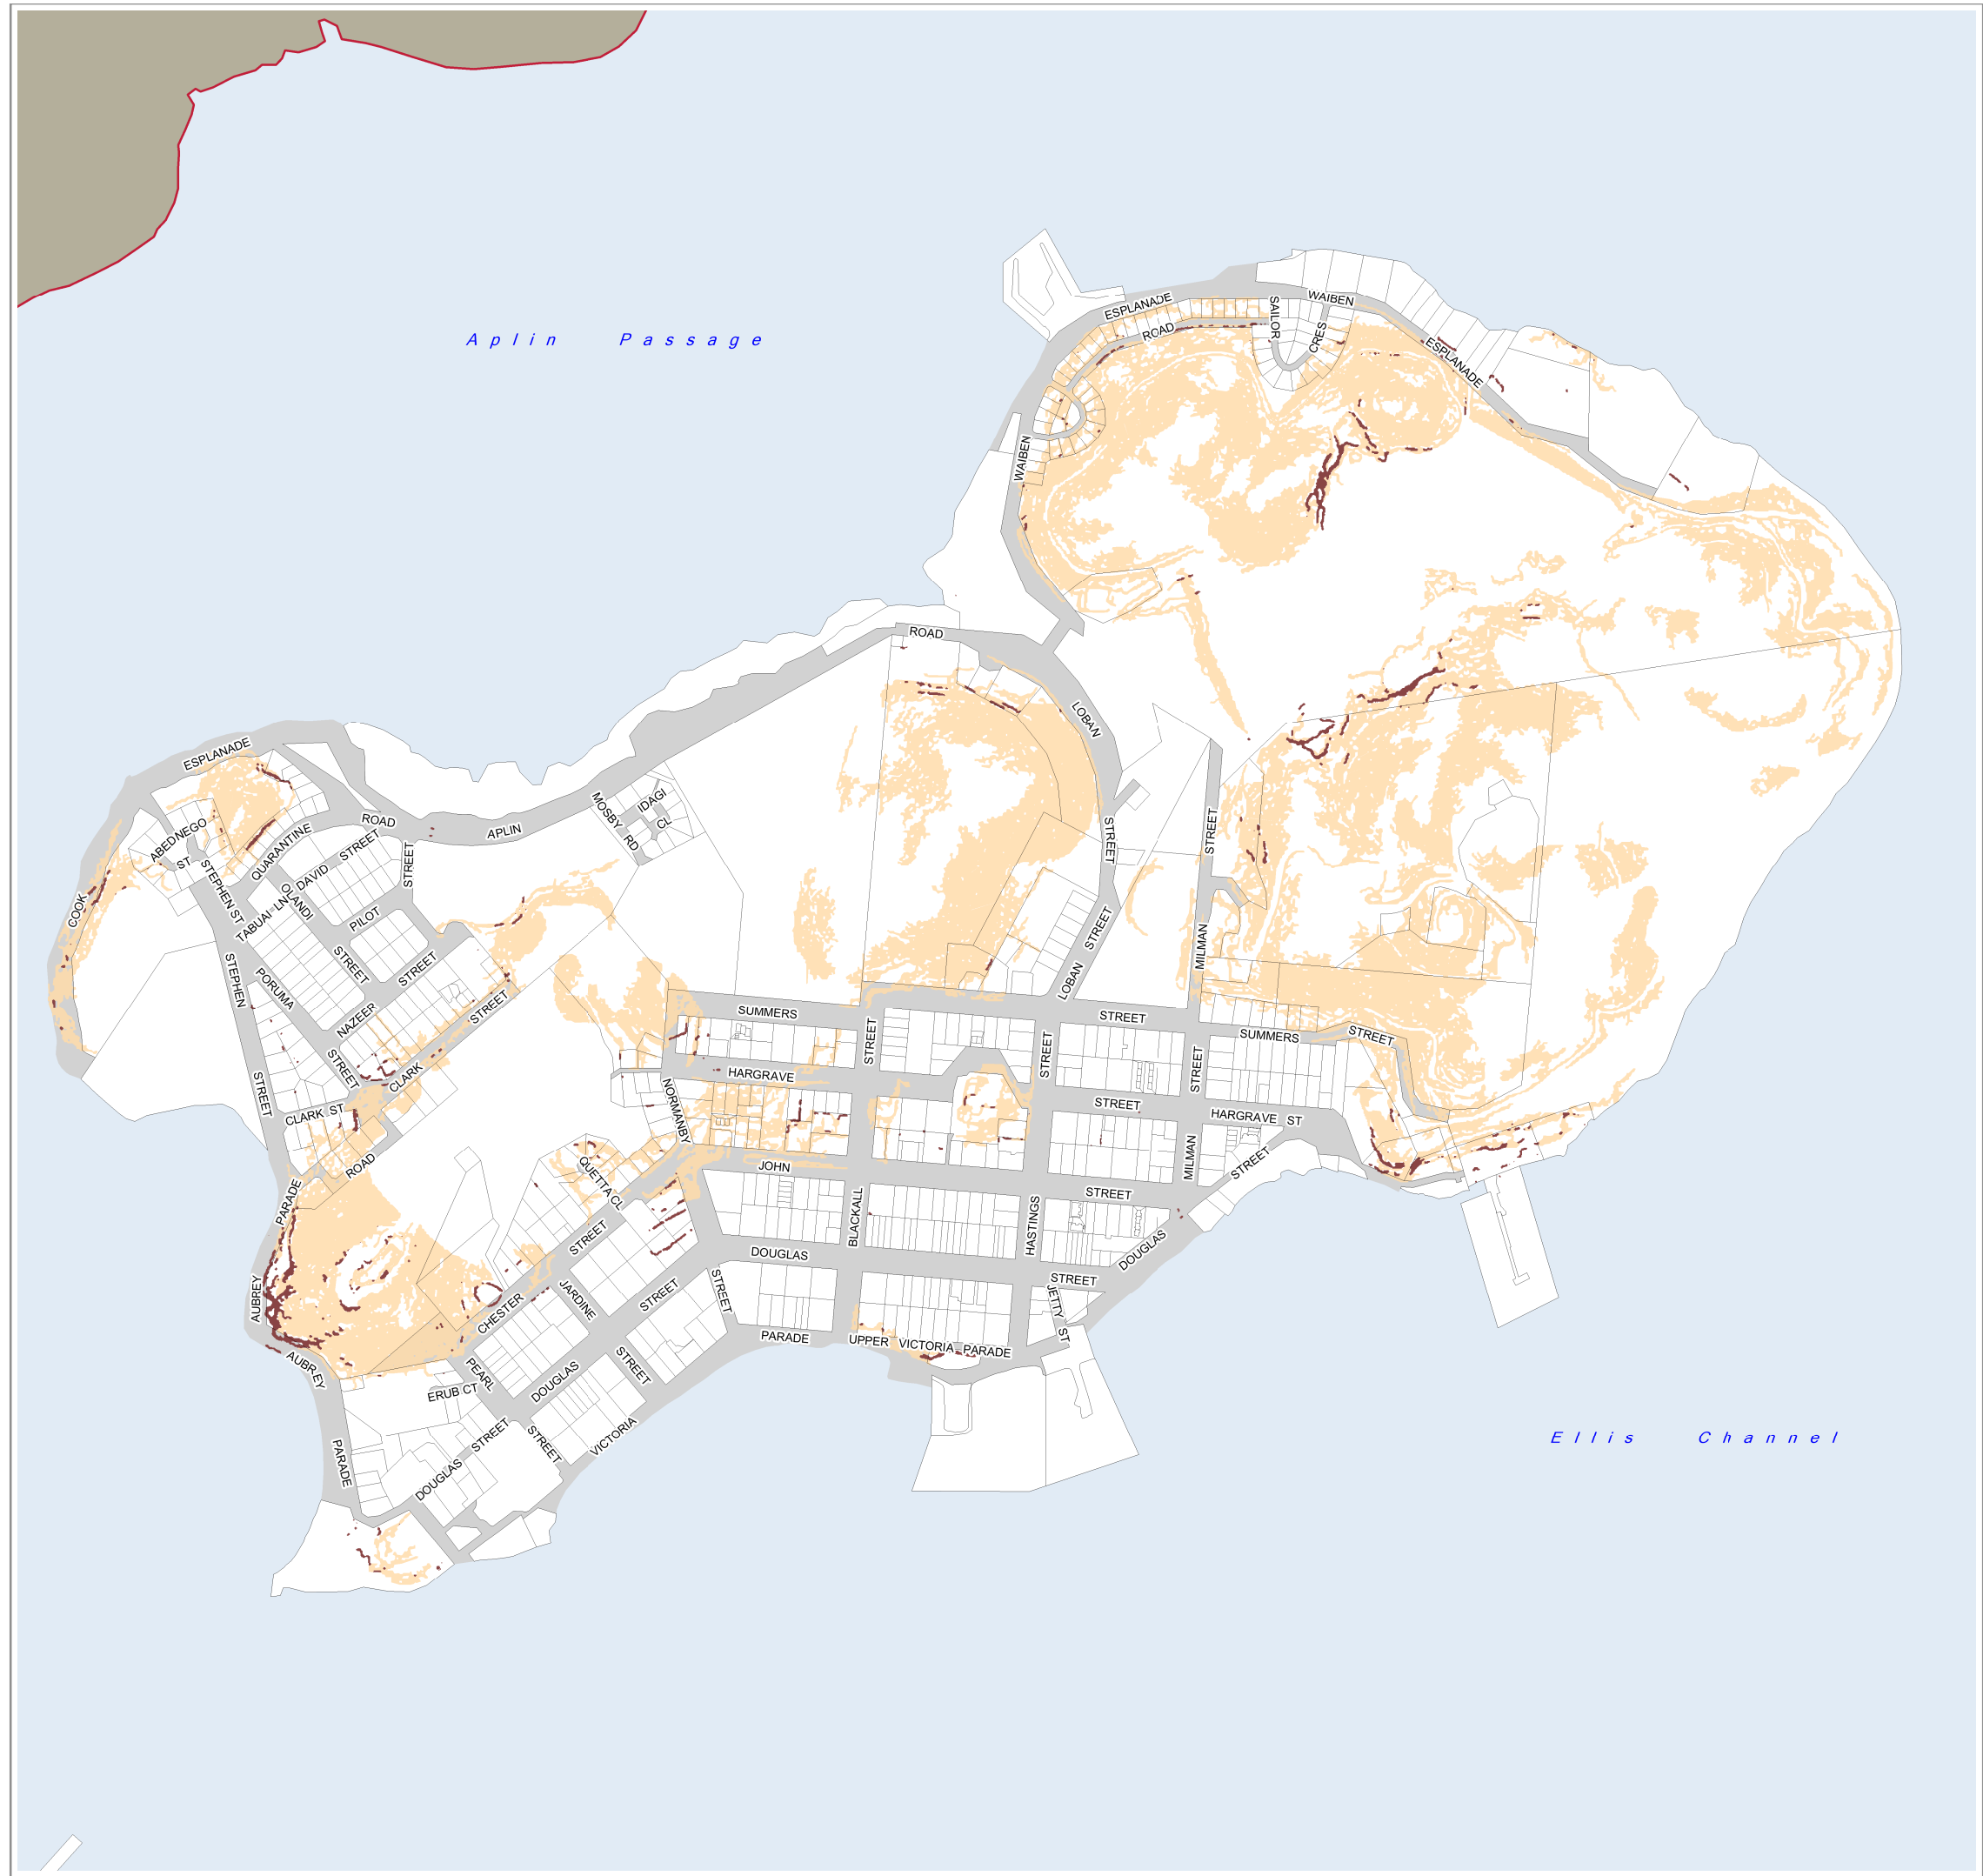 Aplin Passage
WAIBEN
ESPLANADE
SAILOR
CRES
ROAD
ESPLANADE
WAIBEN
ROAD
LOBAN
ESPLANADE
IDAGI
MOSBY RD
CL
ROAD
APLIN
ABEDNEGO
ST
QUARANTINE
STREET
DAVID
STREET
STREET
STREET
STEPHEN ST
OLANDI
TABUAI LN
PILOT
COOK
LOBAN STREET
MILMAN
STREET
STREET
STEPHEN
PORUMA
NAZEER
STREET
SUMMERS
STREET
SUMMERS
STREET
STREET
STREET
STREET
STREET
CLARK
HARGRAVE
STREET
HARGRAVE ST
STREET
NORMANBY
CLARK ST
ROAD
JOHN
MILMAN
STREET
QUETTA CL
STREET
PARADE
STREET
BLACKALL
HASTINGS
DOUGLAS
DOUGLAS
STREET
JARDINE
STREET
STREET
JETTY ST
AUBREY
CHESTER
PARADE
UPPER VICTORIA PARADE
AUBREY
PEARL
STREET
DOUGLAS
ERUB CT
STREET
STREET
VICTORIA
Ellis Channel
PARADE
DOUGLAS